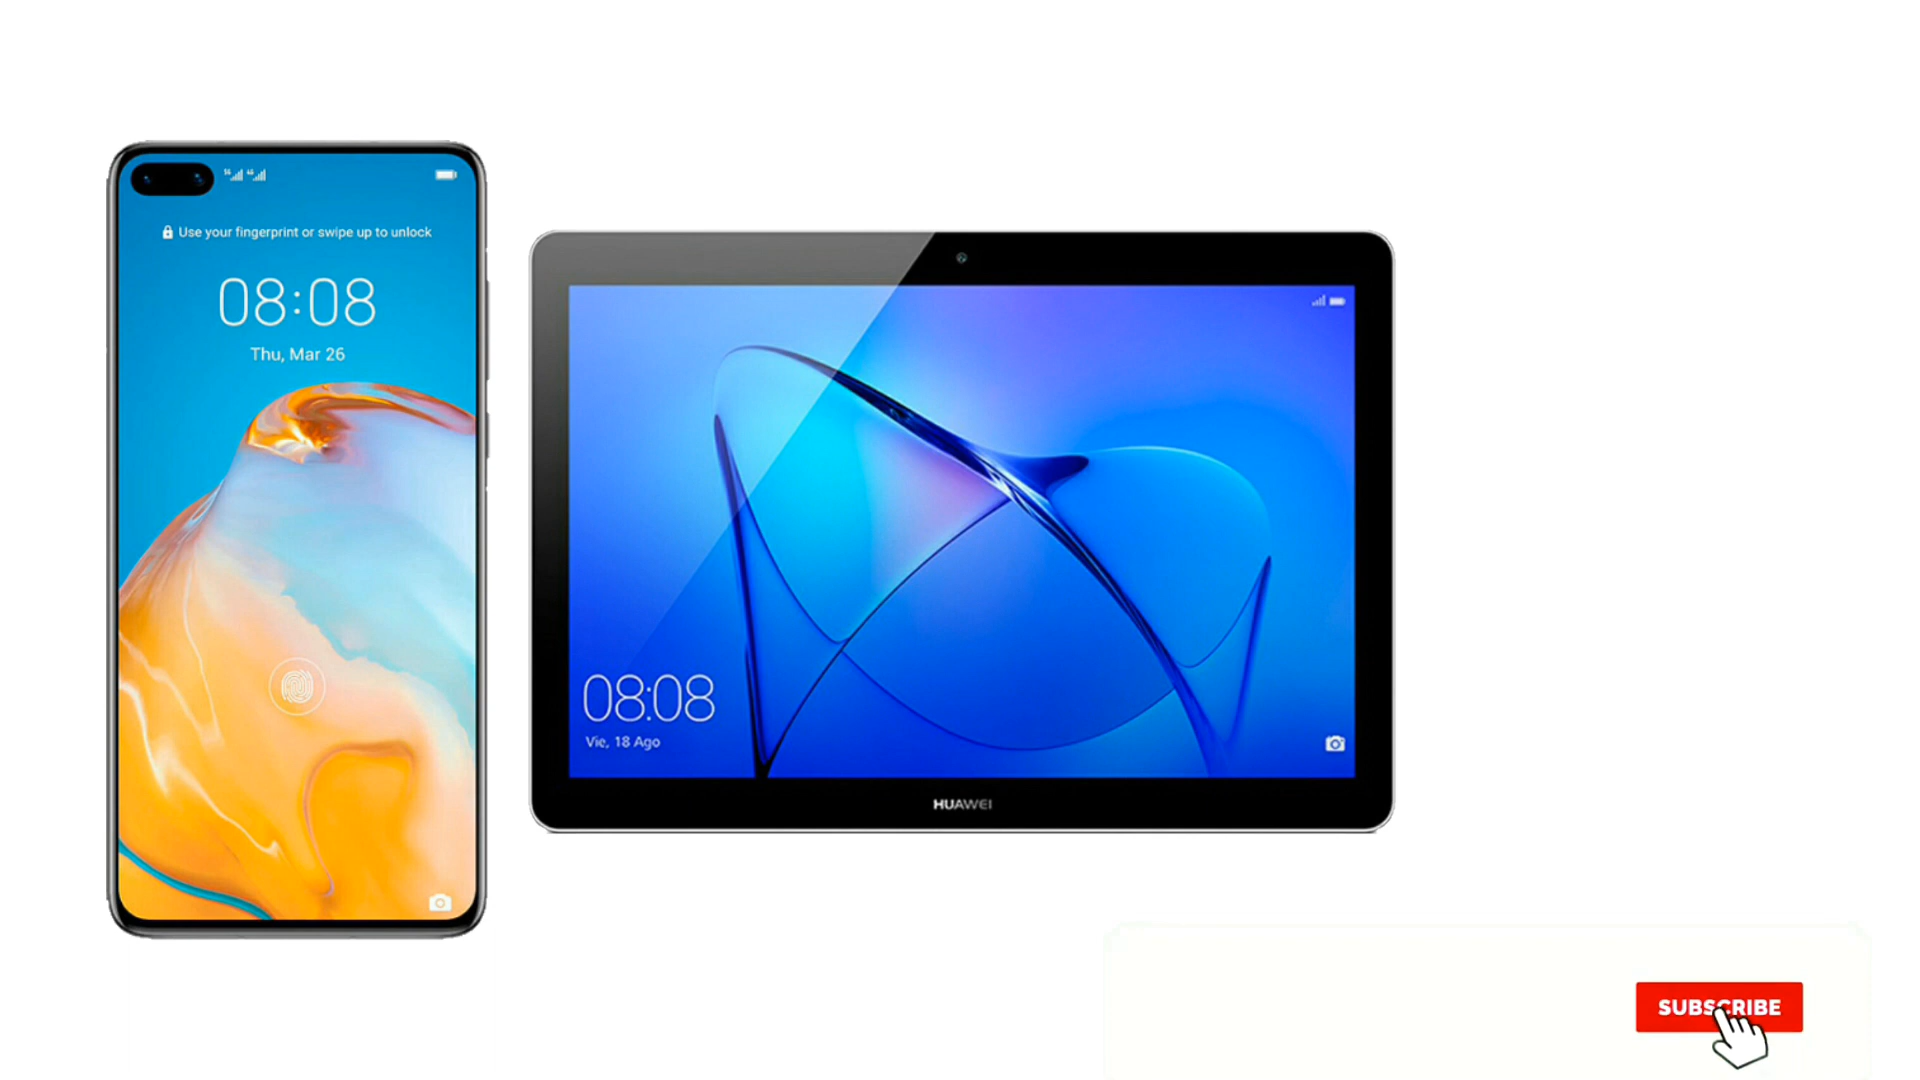 Use your fingerprint or swipe up to unlock
08:08
Thu, Mar 26
08:08
Vie, 18 Ago
HUAWEI
SUBSCRIBE